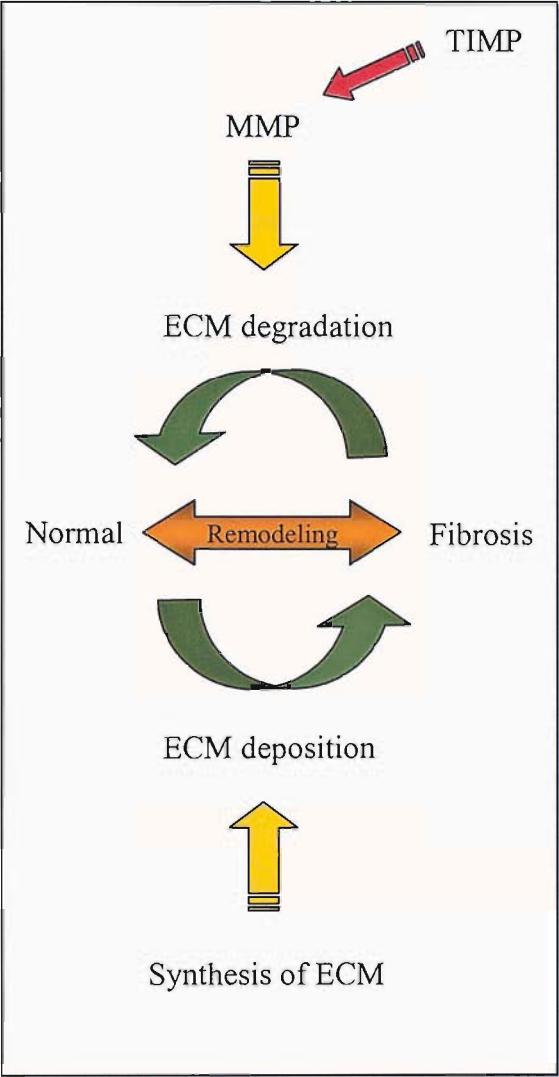 TIMP
MMP
ECM degradation
Normal
Remodeling
Fibrosis
ECM deposition
Synthesis of ECM